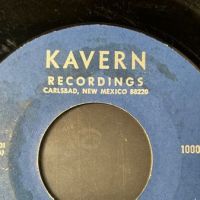 KAVERN
RECORDINGS
CARLSBAD, NEW MEXICO 88220
1000